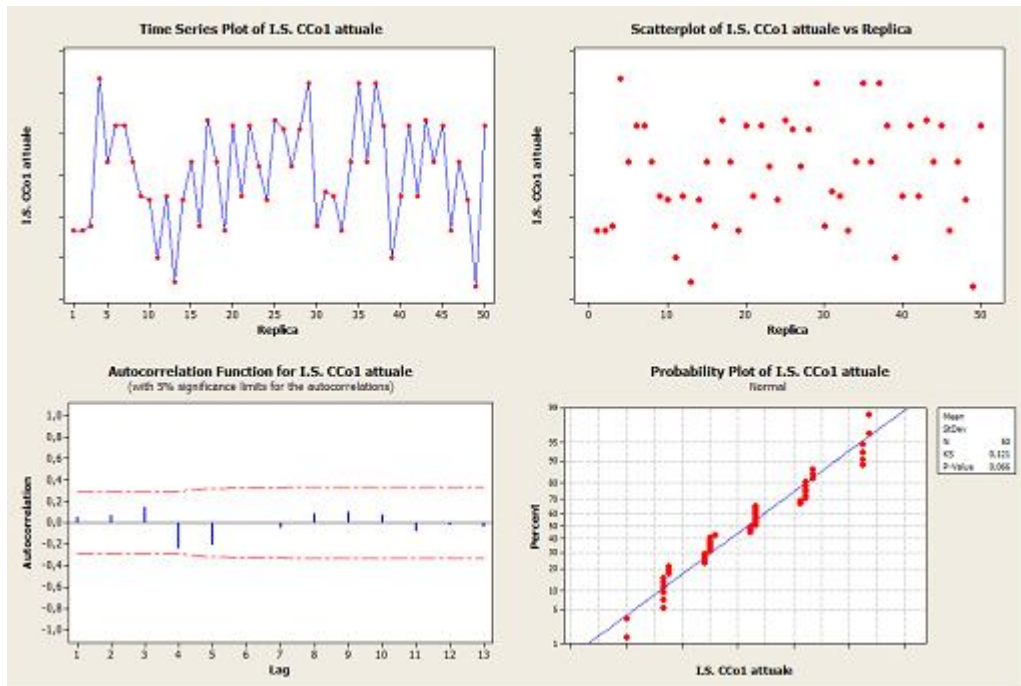 Time Series Plot of I.S. CCo1 attuale
I.S. CCo1 attuale
1 5 10 15 20 25 30 35 40 45 50
Replica
Scatterplot of I.S. CCo1 attuale vs Replica
I.S. CCo1 attuale
0 10 20 30 40 50
Replica
Autocorrelation Function for I.S. CCo1 attuale
(with 5% significance limits for the autocorrelations)
Autocorrelation
1,0
0,8
0,6
0,4
0,2
0,0
-0,2
-0,4
-0,6
-0,8
-1,0
1 2 3 4 5 6 7 8 9 10 11 12 13
Lag
Probability Plot of I.S. CCo1 attuale
Normal
Percent
99
95
90
80
70
60
50
40
30
20
10
5
1
I.S. CCo1 attuale
Mean
StDev
N 50
KS 0,121
P-Value 0,066